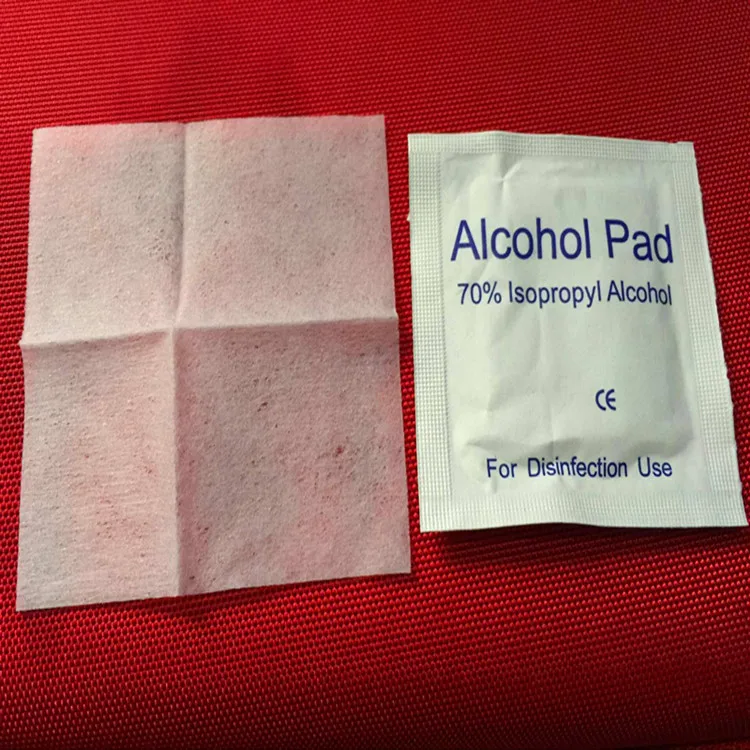 Alcohol Pad
70% Isopropyl Alcohol
CE
For Disinfection Use